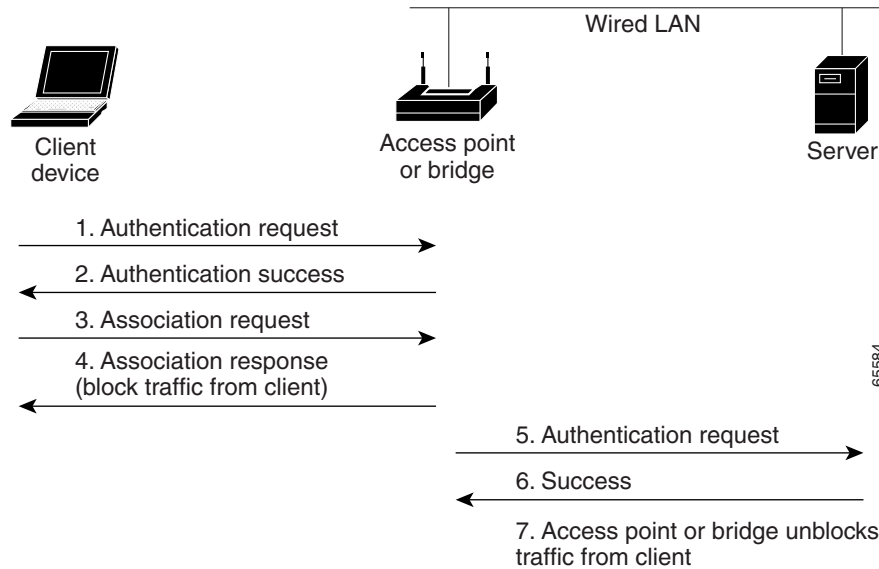 Wired LAN
Client
device
Access point
or bridge
Server
1. Authentication request
2. Authentication success
3. Association request
4. Association response
(block traffic from client)
65584
5. Authentication request
6. Success
7. Access point or bridge unblocks
traffic from client